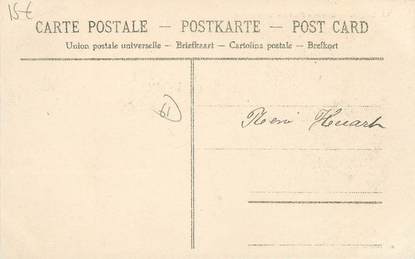 15€
CARTE POSTALE — POSTKARTE — POST CARD
Union postale universelle — Briefkaart — Cartolina postale — Brefkort
61
René Huart